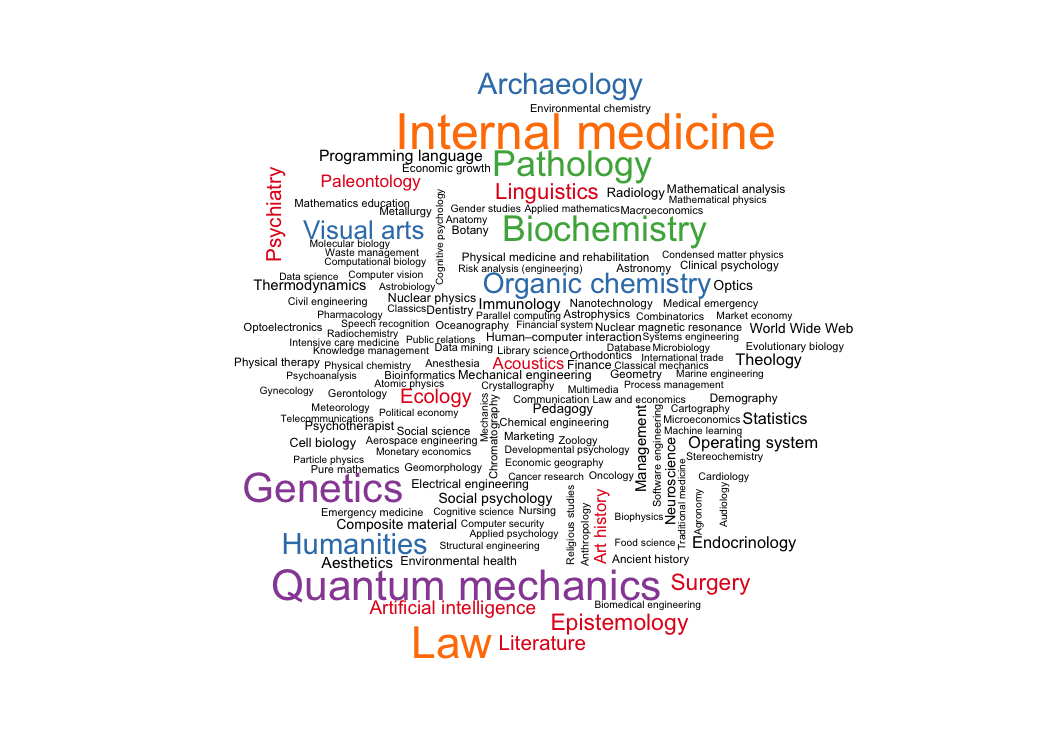 Archaeology
Environmental chemistry
Internal medicine
Programming language
Pathology
Economic growth
Psychiatry
Paleontology
Linguistics
Radiology
Mathematical analysis
Mathematical physics
Mathematics education
Metallurgy
Cognitive psychology
Gender studies
Applied mathematics
Macroeconomics
Anatomy
Botany
Visual arts
Biochemistry
Molecular biology
Waste management
Computational biology
Physical medicine and rehabilitation
Condensed matter physics
Risk analysis (engineering)
Astronomy
Clinical psychology
Data science
Computer vision
Thermodynamics
Astrobiology
Organic chemistry
Optics
Civil engineering
Nuclear physics
Immunology
Nanotechnology
Medical emergency
Pharmacology
Classics
Dentistry
Parallel computing
Astrophysics
Combinatorics
Market economy
Optoelectronics
Speech recognition
Oceanography
Financial system
Nuclear magnetic resonance
World Wide Web
Radiochemistry
Intensive care medicine
Public relations
Human–computer interaction
Systems engineering
Knowledge management
Data mining
Library science
Database
Microbiology
Evolutionary biology
Orthodontics
International trade
Physical therapy
Physical chemistry
Anesthesia
Acoustics
Finance
Classical mechanics
Theology
Psychoanalysis
Bioinformatics
Mechanical engineering
Geometry
Marine engineering
Atomic physics
Crystallography
Multimedia
Process management
Gynecology
Gerontology
Ecology
Communication
Law and economics
Demography
Meteorology
Political economy
Mechanics
Chromatography
Pedagogy
Management
Software engineering
Cartography
Telecommunications
Psychotherapist
Social science
Chemical engineering
Microeconomics
Statistics
Machine learning
Cell biology
Aerospace engineering
Marketing
Zoology
Neuroscience
Operating system
Monetary economics
Developmental psychology
Stereochemistry
Particle physics
Pure mathematics
Geomorphology
Economic geography
Traditional medicine
Genetics
Electrical engineering
Cancer research
Oncology
Cardiology
Social psychology
Religious studies
Art history
Agronomy
Audiology
Emergency medicine
Cognitive science
Nursing
Anthropology
Biophysics
Composite material
Computer security
Applied psychology
Humanities
Structural engineering
Food science
Endocrinology
Aesthetics
Environmental health
Ancient history
Quantum mechanics
Surgery
Artificial intelligence
Biomedical engineering
Epistemology
Law
Literature